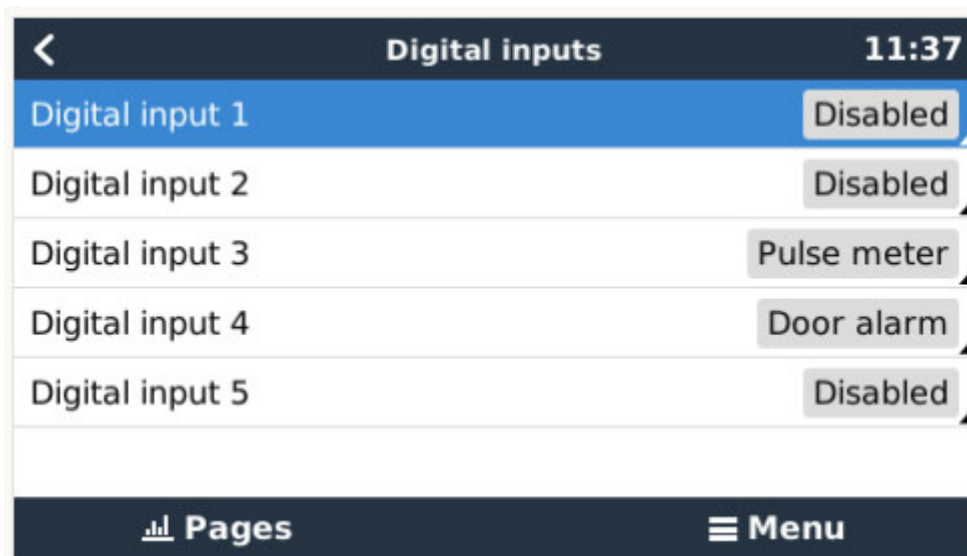 Digital inputs 11:37
Digital input 1 Disabled
Digital input 2 Disabled
Digital input 3 Pulse meter
Digital input 4 Door alarm
Digital input 5 Disabled
Pages Menu